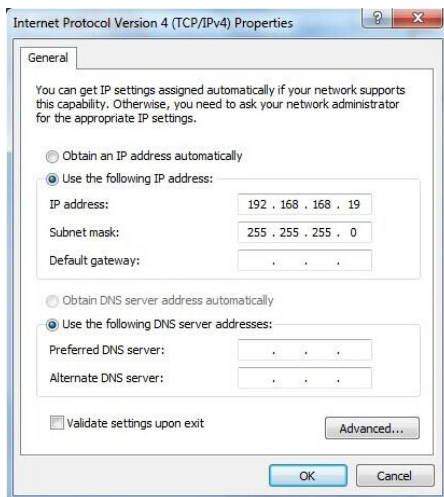 Internet Protocol Version 4 (TCP/IPv4) Properties
General
You can get IP settings assigned automatically if your network supports
this capability. Otherwise, you need to ask your network administrator
for the appropriate IP settings.
Obtain an IP address automatically
Use the following IP address:
IP address: 192 . 168 . 168 . 19
Subnet mask: 255 . 255 . 255 . 0
Default gateway: . . .
Obtain DNS server address automatically
Use the following DNS server addresses:
Preferred DNS server: . . .
Alternate DNS server: . . .
Validate settings upon exit
Advanced...
OK Cancel